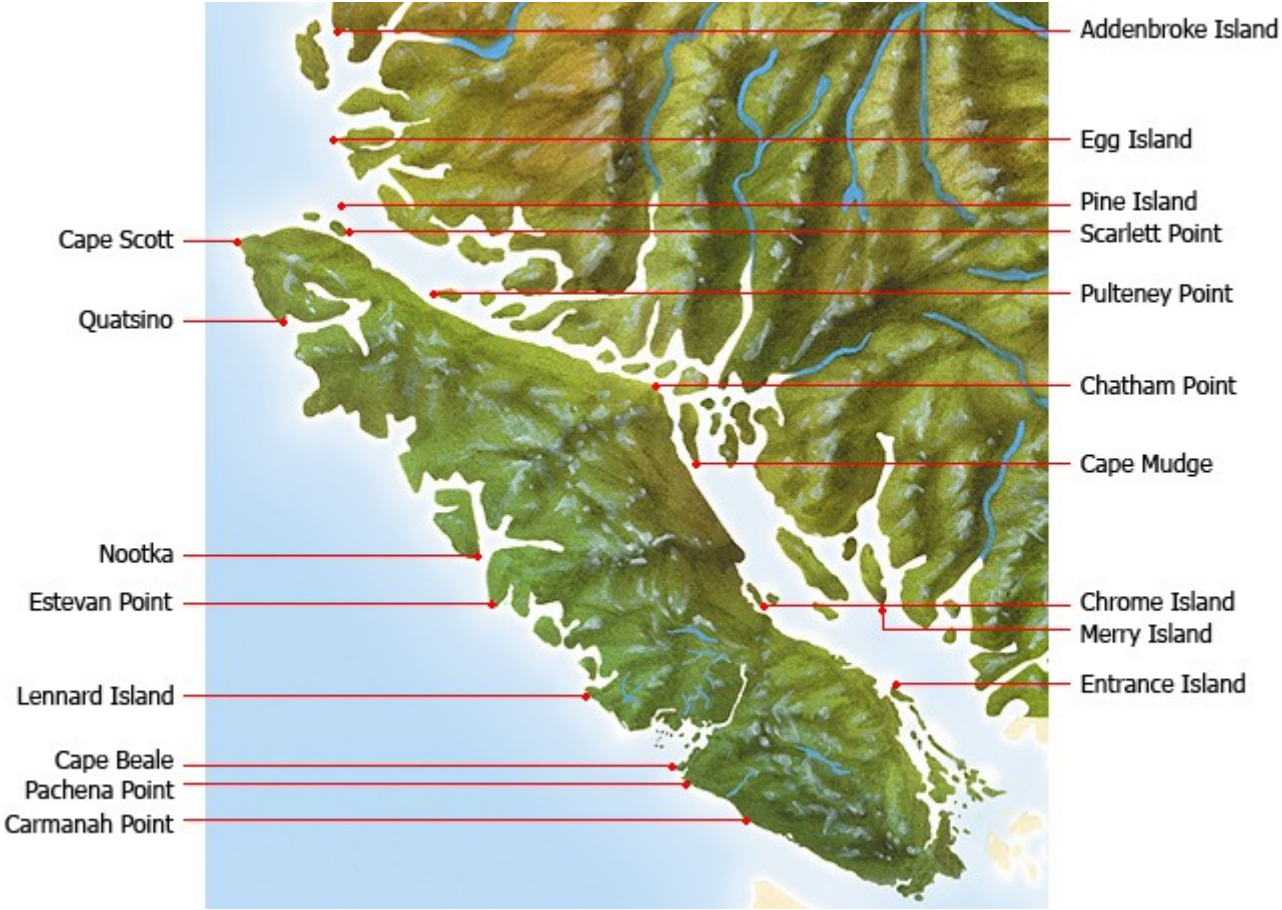 Addenbroke Island
Egg Island
Pine Island
Scarlett Point
Cape Scott
Pulteney Point
Quatsino
Chatham Point
Cape Mudge
Nootka
Estevan Point
Chrome Island
Merry Island
Entrance Island
Lennard Island
Cape Beale
Pachena Point
Carmanah Point